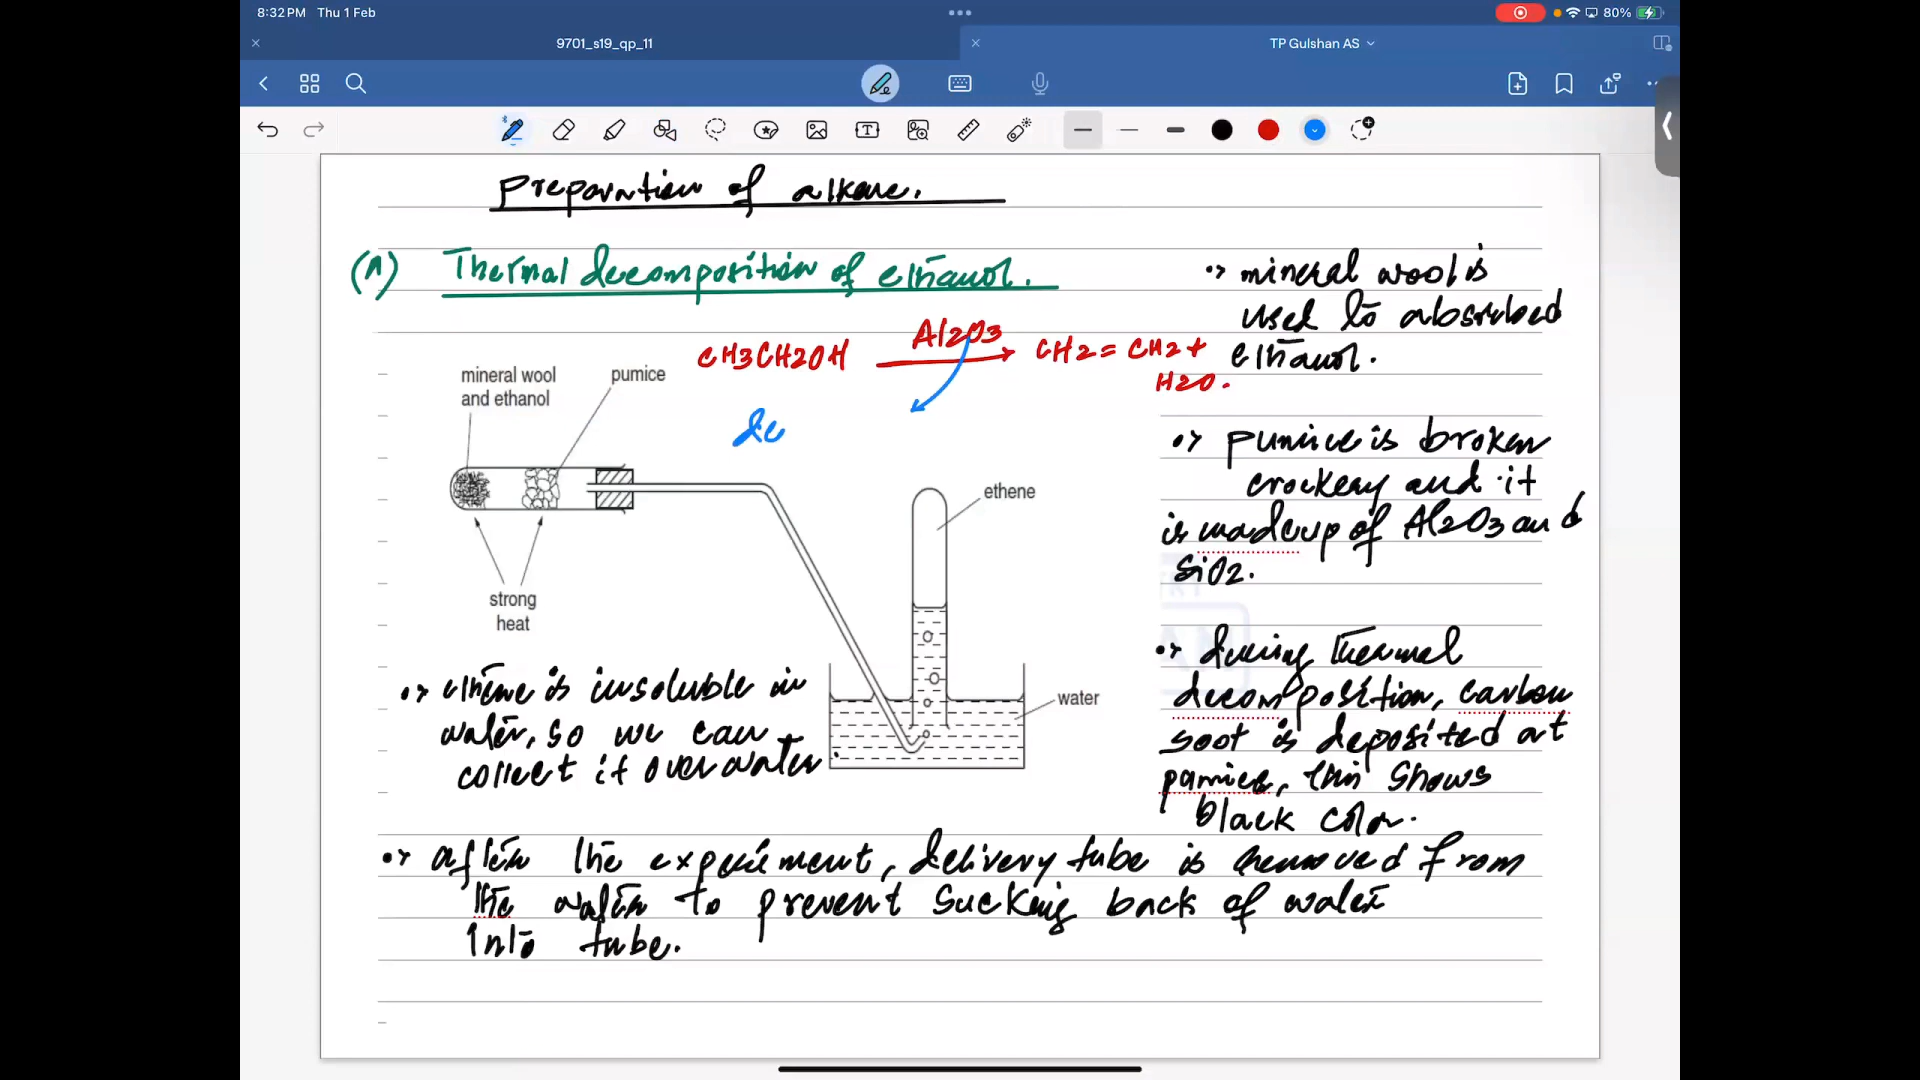 8:32 PM Thu 1 Feb
80%
9701_s19_qp_11
TP Gulshan AS
preparation of alkene.
(A) Thermal decomposition of ethanol.
CH3CH2OH Al2O3 CH2=CH2+
H2O.
de
mineral wool
and ethanol
pumice
strong
heat
ethene
water
mineral wool is
used to absorbed
ethanol.
pumice is broken
crockery and it
is madeup of Al2O3 and
SiO2.
during thermal
decomposition, carbon
soot is deposited at
pumice, this shows
black color.
ethene is insoluble in
water, so we can
collect it over water.
after the experiment, delivery tube is removed from
the water to prevent sucking back of water
into tube.